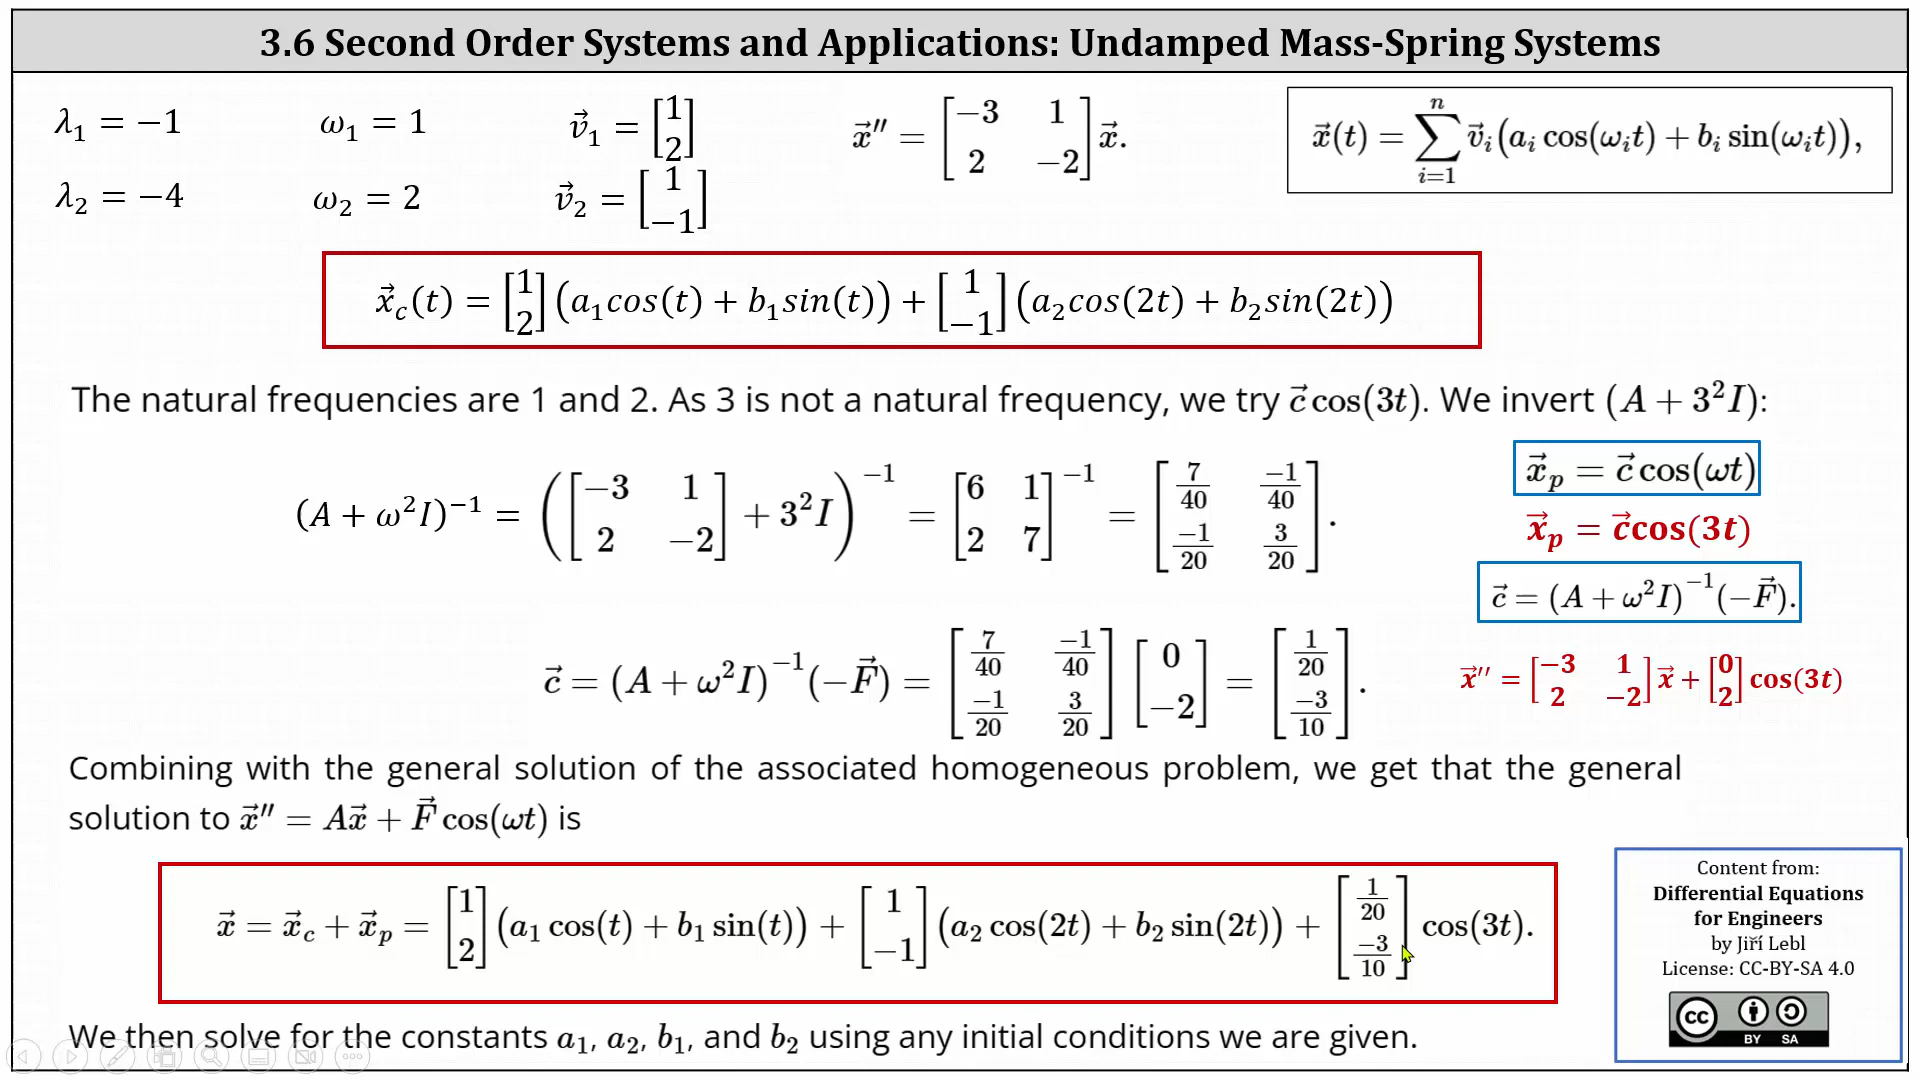 3.6 Second Order Systems and Applications: Undamped Mass-Spring Systems
λ₁ = −1 ω₁ = 1 v⃗₁ = [1; 2] x⃗″ = [−3 1; 2 −2] x⃗. x⃗(t) = ∑ᵢ₌₁ⁿ v⃗ᵢ(aᵢ cos(ωᵢt) + bᵢ sin(ωᵢt)),
λ₂ = −4 ω₂ = 2 v⃗₂ = [1; −1]
x⃗_c(t) = [1; 2] (a₁cos(t) + b₁sin(t)) + [1; −1] (a₂cos(2t) + b₂sin(2t))
The natural frequencies are 1 and 2. As 3 is not a natural frequency, we try c⃗ cos(3t). We invert (A + 3²I):
(A + ω²I)⁻¹ = ([−3 1; 2 −2] + 3²I)⁻¹ = [6 1; 2 7]⁻¹ = [7/40 −1/40; −1/20 3/20].
x⃗_p = c⃗ cos(ωt)
x⃗_p = c⃗cos(3t)
c⃗ = (A + ω²I)⁻¹(−F⃗).
c⃗ = (A + ω²I)⁻¹(−F⃗) = [7/40 −1/40; −1/20 3/20] [0; −2] = [1/20; −3/10].
x⃗″ = [−3 1; 2 −2] x⃗ + [0; 2] cos(3t)
Combining with the general solution of the associated homogeneous problem, we get that the general
solution to x⃗″ = Ax⃗ + F⃗ cos(ωt) is
x⃗ = x⃗_c + x⃗_p = [1; 2] (a₁ cos(t) + b₁ sin(t)) + [1; −1] (a₂ cos(2t) + b₂ sin(2t)) + [1/20; −3/10] cos(3t).
We then solve for the constants a₁, a₂, b₁, and b₂ using any initial conditions we are given.
Content from:
Differential Equations
for Engineers
by Jiří Lebl
License: CC-BY-SA 4.0
cc
BY SA